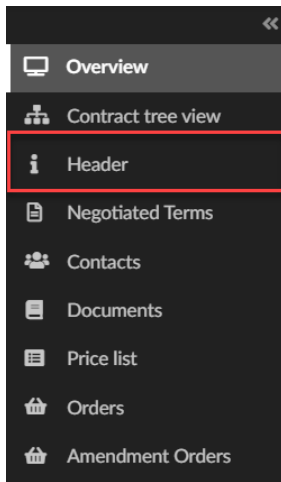 Overview
Contract tree view
Header
Negotiated Terms
Contacts
Documents
Price list
Orders
Amendment Orders